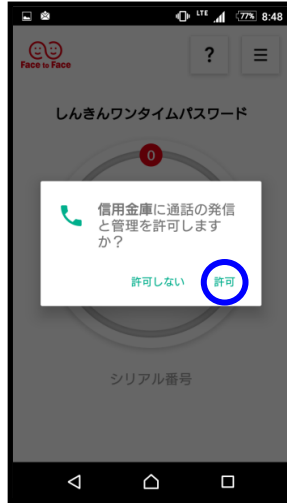 LTE 77% 8:48
Face to Face
?
しんきんワンタイムパスワード
0
信用金庫に通話の発信
と管理を許可します
か？
許可しない 許可
シリアル番号